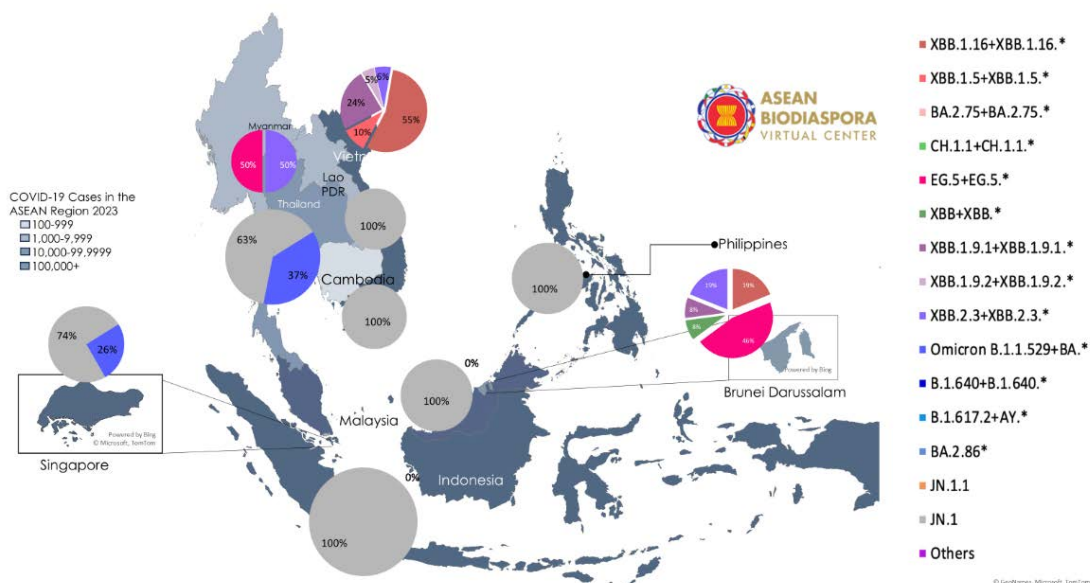 ASEAN
BIODIASPORA
VIRTUAL CENTER
XBB.1.16+XBB.1.16.*
XBB.1.5+XBB.1.5.*
BA.2.75+BA.2.75.*
CH.1.1+CH.1.1.*
EG.5+EG.5.*
XBB+XBB.*
XBB.1.9.1+XBB.1.9.1.*
XBB.1.9.2+XBB.1.9.2.*
XBB.2.3+XBB.2.3.*
Omicron B.1.1.529+BA.*
B.1.640+B.1.640.*
B.1.617.2+AY.*
BA.2.86*
JN.1.1
JN.1
Others
COVID-19 Cases in the
ASEAN Region 2023
100-999
1,000-9,999
10,000-99,9999
100,000+
Myanmar
50%
50%
5%
6%
24%
10%
55%
Vietn
Lao
PDR
100%
Thailand
63%
37%
Cambodia
100%
Philippines
100%
19%
19%
8%
8%
46%
Powered by Bing
Brunei Darussalam
74%
26%
Powered by Bing
© Microsoft, TomTom
Singapore
0%
100%
Malaysia
0%
Indonesia
100%
© GeoNames, Microsoft, TomTom